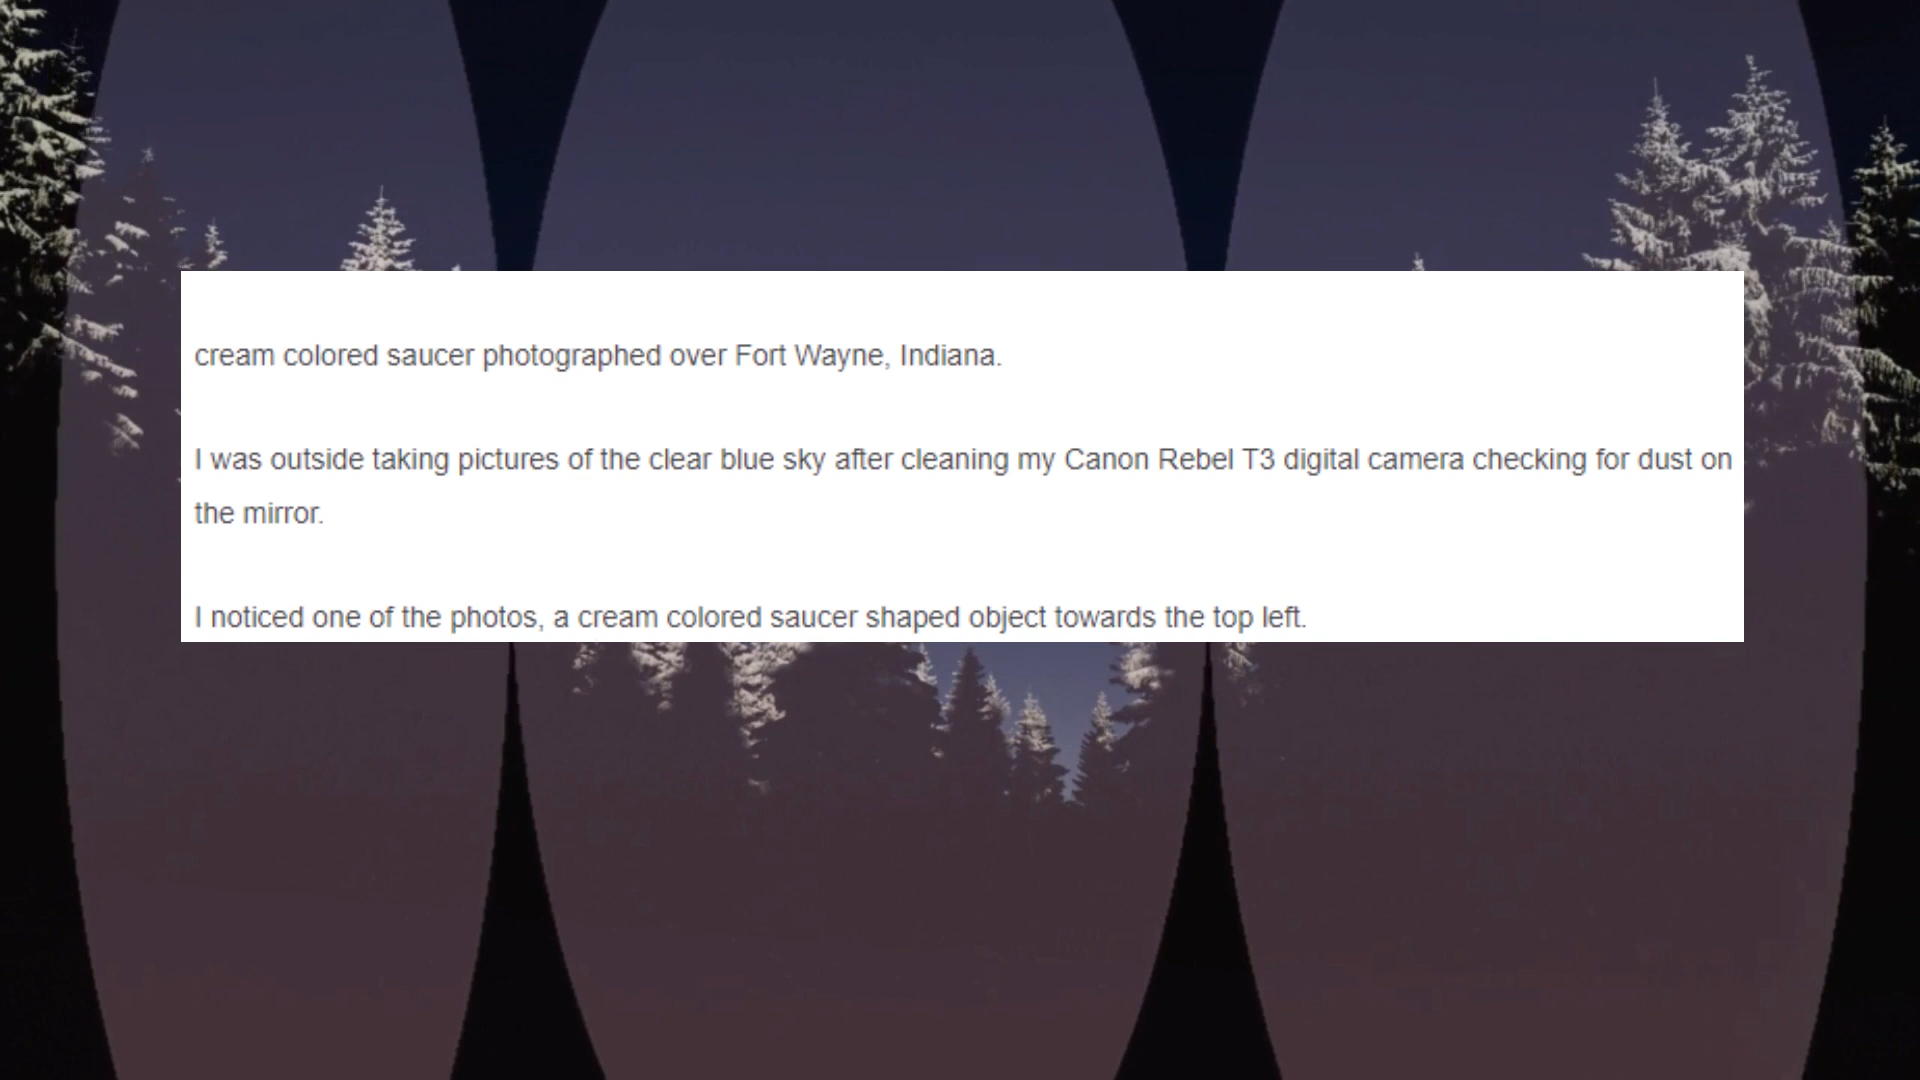 cream colored saucer photographed over Fort Wayne, Indiana.
I was outside taking pictures of the clear blue sky after cleaning my Canon Rebel T3 digital camera checking for dust on
the mirror.
I noticed one of the photos, a cream colored saucer shaped object towards the top left.